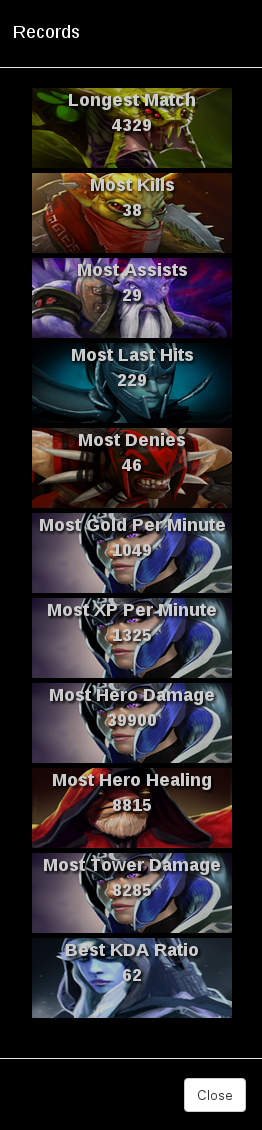 Records
Longest Match
4329
Most Kills
38
Most Assists
29
Most Last Hits
229
Most Denies
46
Most Gold Per Minute
1049
Most XP Per Minute
1325
Most Hero Damage
39900
Most Hero Healing
8815
Most Tower Damage
8285
Best KDA Ratio
62
Close